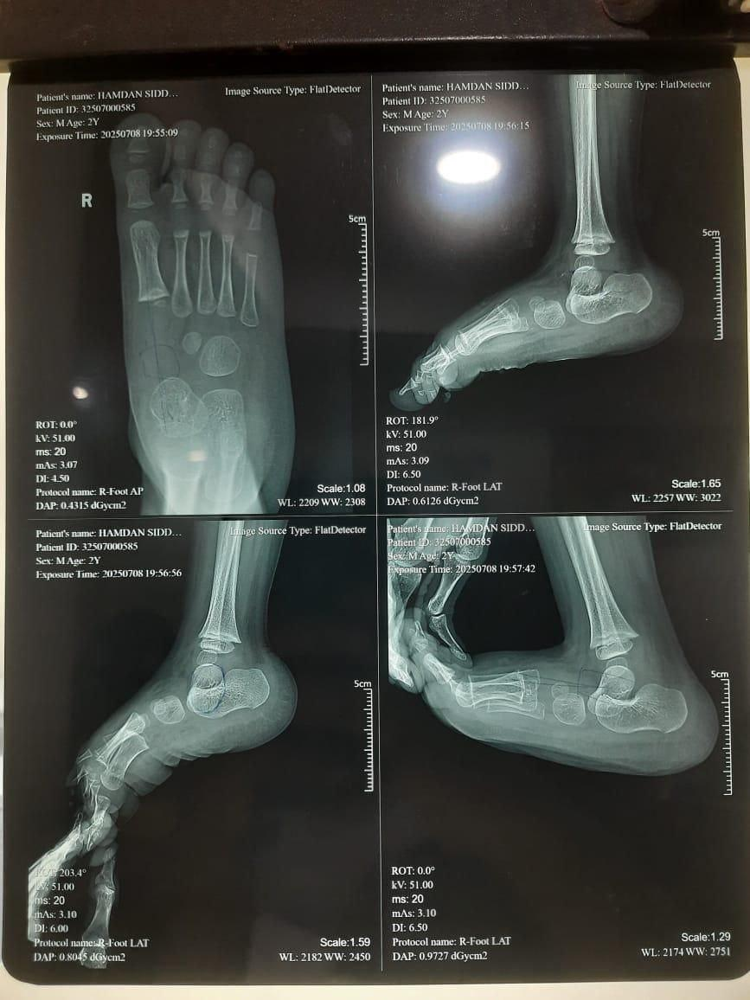 Patient's name: HAMDAN SIDD...
Patient ID: 32507000585
Sex: M Age: 2Y
Exposure Time: 20250708 19:55:09
Image Source Type: FlatDetector
R
5cm
ROT: 0.0°
kV: 51.00
ms: 20
mAs: 3.07
DI: 4.50
Protocol name: R-Foot AP
DAP: 0.4315 dGycm2
Scale:1.08
WL: 2209 WW: 2308
Patient's name: HAMDAN SIDD...
Patient ID: 32507000585
Sex: M Age: 2Y
Exposure Time: 20250708 19:56:15
Image Source Type: FlatDetector
5cm
ROT: 181.9°
kV: 51.00
ms: 20
mAs: 3.09
DI: 6.50
Protocol name: R-Foot LAT
DAP: 0.6126 dGycm2
Scale:1.65
WL: 2257 WW: 3022
Patient's name: HAMDAN SIDD...
Patient ID: 32507000585
Sex: M Age: 2Y
Exposure Time: 20250708 19:56:56
Image Source Type: FlatDetector
5cm
ROT: 203.4°
kV: 51.00
ms: 20
mAs: 3.10
DI: 6.00
Protocol name: R-Foot LAT
DAP: 0.8045 dGycm2
Scale:1.59
WL: 2182 WW: 2450
Patient's name: HAMDAN SIDD...
Patient ID: 32507000585
Sex: M Age: 2Y
Exposure Time: 20250708 19:57:42
Image Source Type: FlatDetector
5cm
ROT: 0.0°
kV: 51.00
ms: 20
mAs: 3.10
DI: 6.50
Protocol name: R-Foot LAT
DAP: 0.9727 dGycm2
Scale:1.29
WL: 2174 WW: 2751